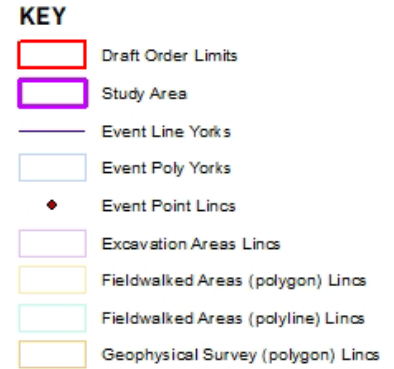 KEY
Draft Order Limits
Study Area
Event Line Yorks
Event Poly Yorks
Event Point Lincs
Excavation Areas Lincs
Fieldwalked Areas (polygon) Lincs
Fieldwalked Areas (polyline) Lincs
Geophysical Survey (polygon) Lincs